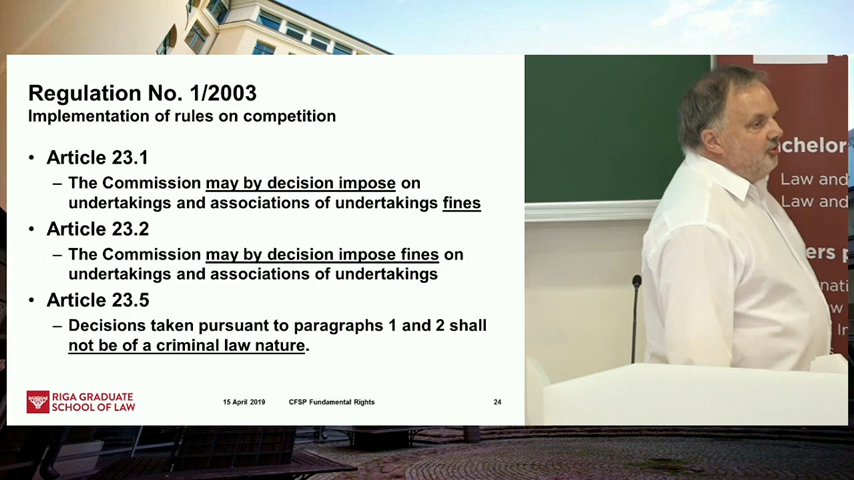 Regulation No. 1/2003
Implementation of rules on competition
• Article 23.1
– The Commission may by decision impose on
undertakings and associations of undertakings fines
• Article 23.2
– The Commission may by decision impose fines on
undertakings and associations of undertakings
• Article 23.5
– Decisions taken pursuant to paragraphs 1 and 2 shall
not be of a criminal law nature.
RIGA GRADUATE
SCHOOL OF LAW
15 April 2019 CFSP Fundamental Rights 24
chelor
Law and
Law and
ers p